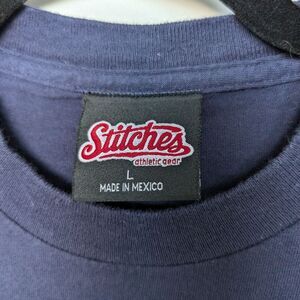 Stitches
athletic gear
L
MADE IN MEXICO